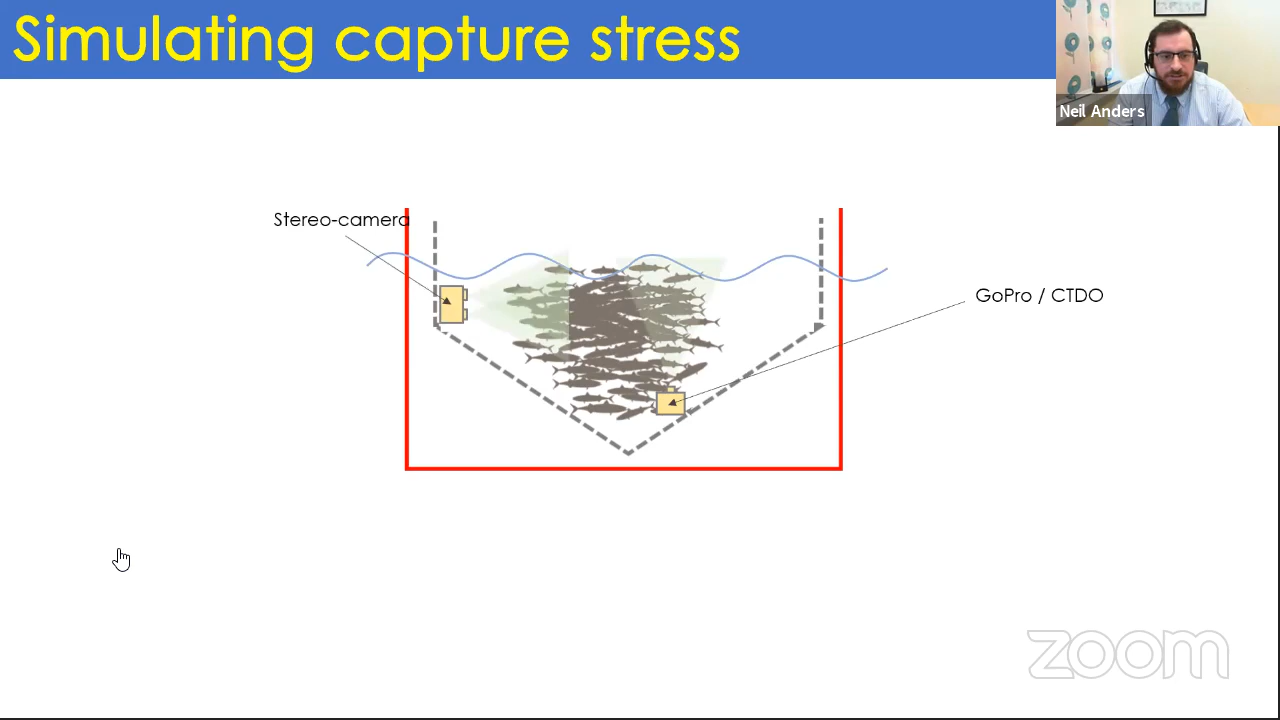 Simulating capture stress
Neil Anders
Stereo-camera
GoPro / CTDO
zoom